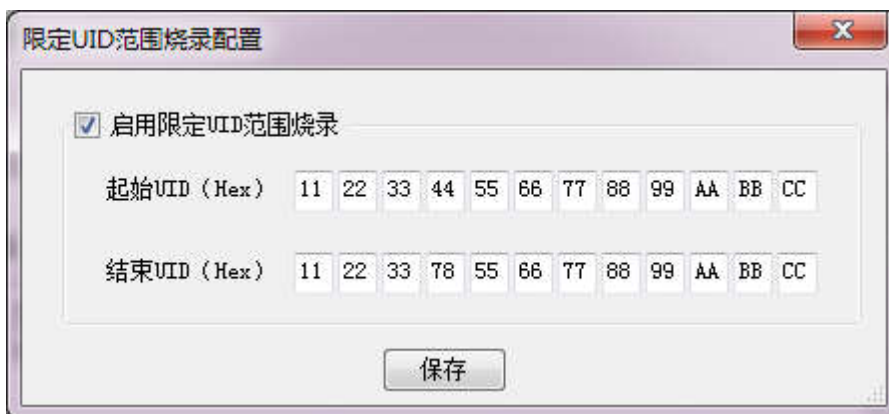 限定UID范围烧录配置
启用限定UID范围烧录
起始UID（Hex） 11 22 33 44 55 66 77 88 99 AA BB CC
结束UID（Hex） 11 22 33 78 55 66 77 88 99 AA BB CC
保存